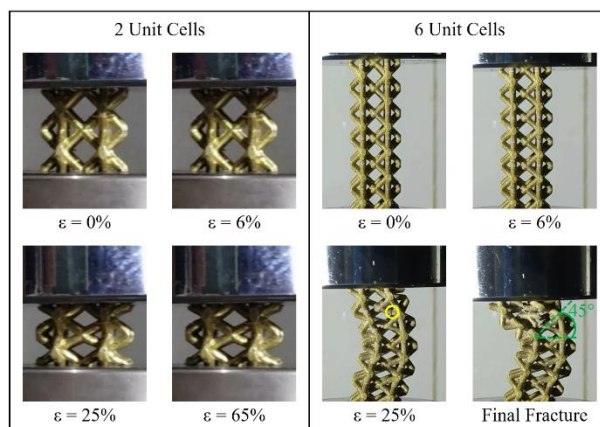 2 Unit Cells
6 Unit Cells
ε = 0%
ε = 6%
ε = 0%
ε = 6%
45°
ε = 25%
ε = 65%
ε = 25%
Final Fracture